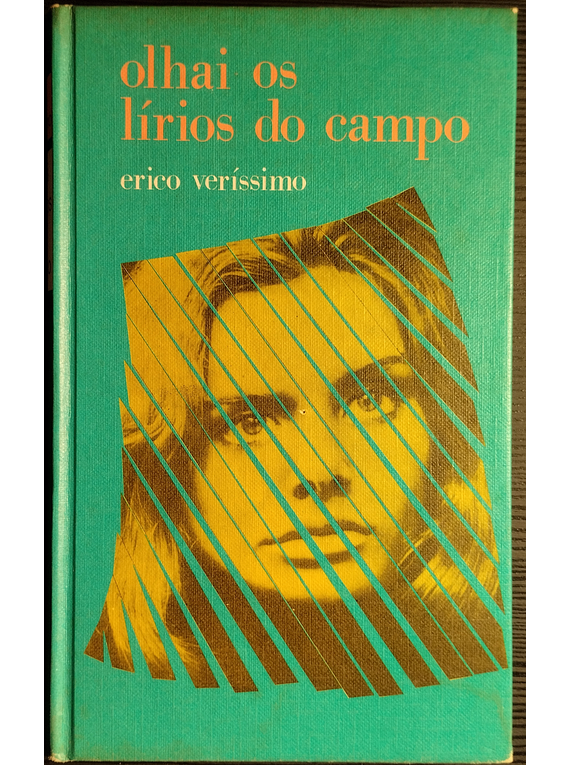 olhai os
lírios do campo
erico veríssimo